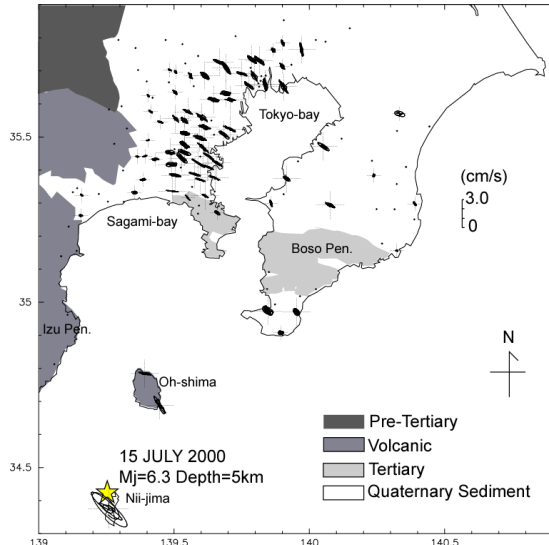 Tokyo-bay
35.5
(cm/s)
3.0
0
Sagami-bay
Boso Pen.
35
Izu Pen.
N
Oh-shima
Pre-Tertiary
15 JULY 2000
Volcanic
Mj=6.3 Depth=5km
Tertiary
34.5
Nii-jima
Quaternary Sediment
139
139.5
140
140.5